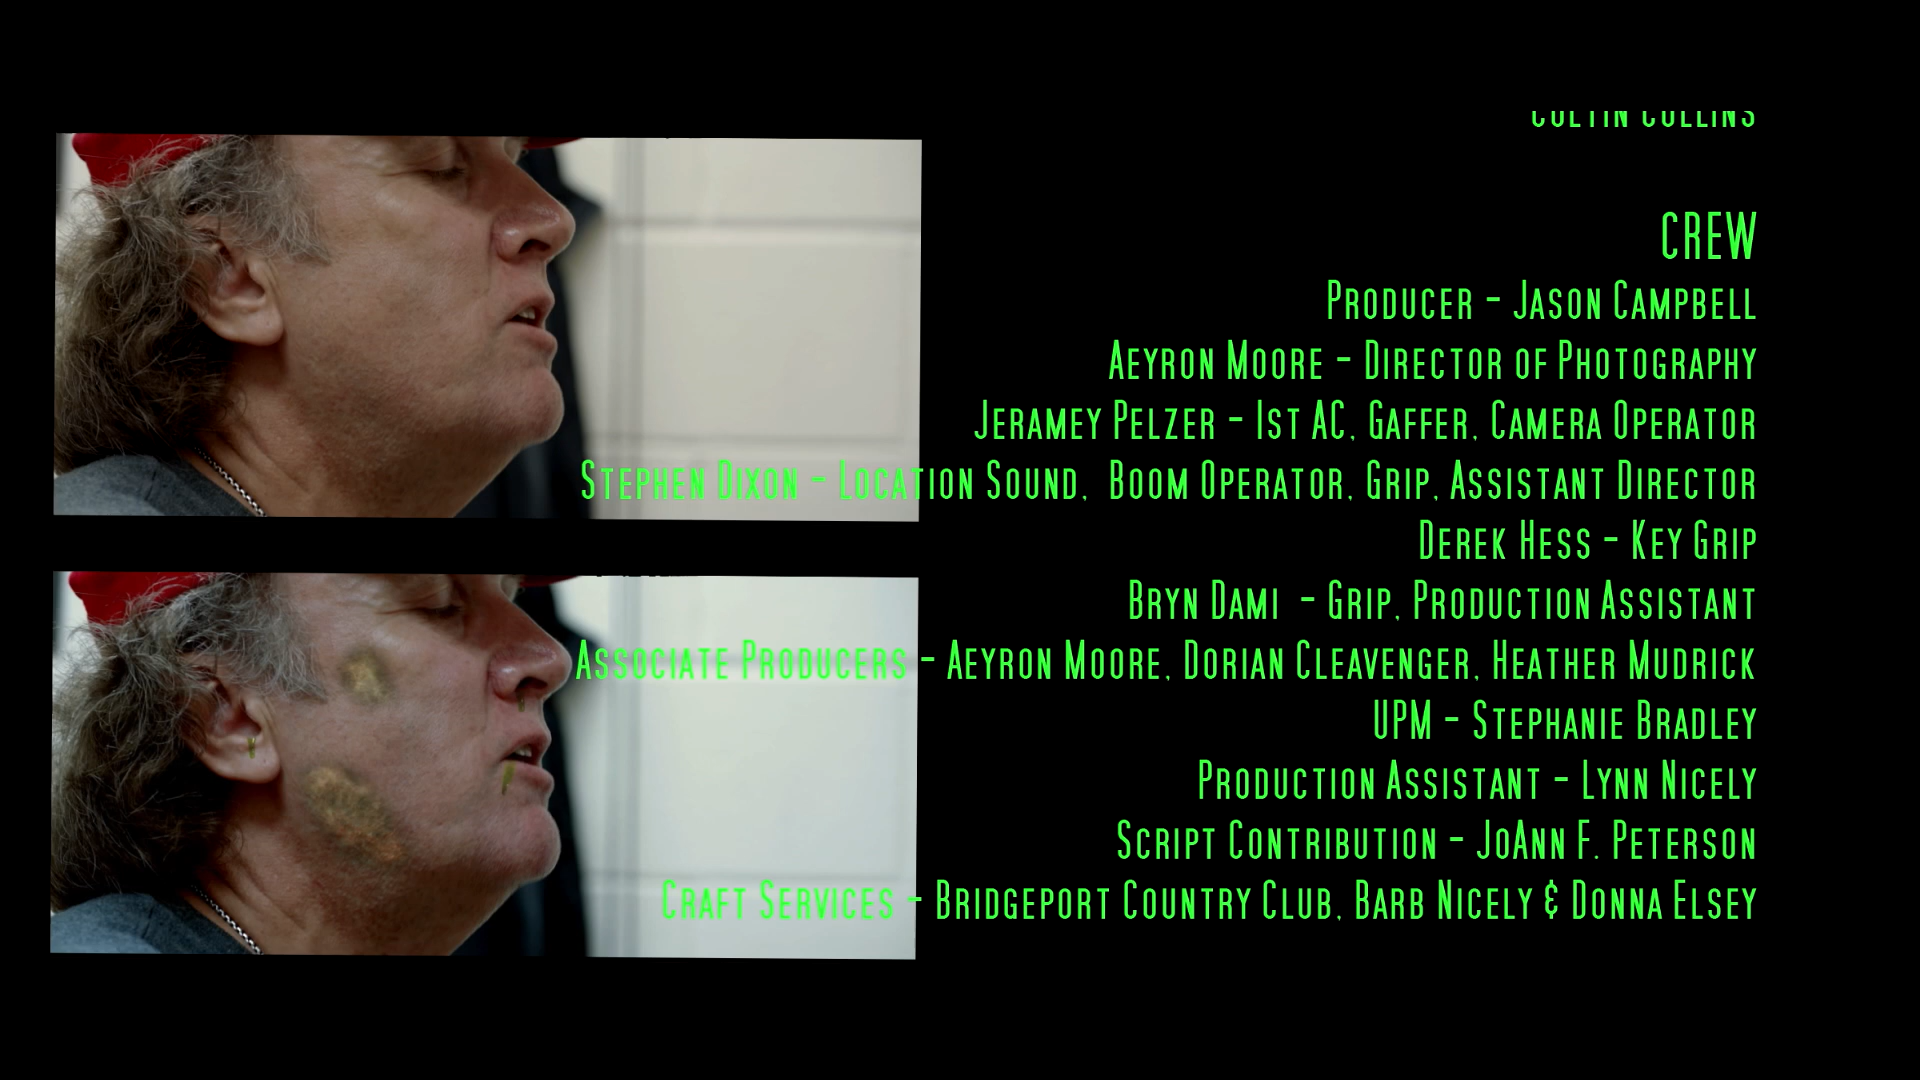 Collins
CREW
Producer - Jason Campbell
Aeyron Moore - Director of Photography
Jeramey Pelzer - 1st AC, Gaffer, Camera Operator
Stephen Dixon - Location Sound, Boom Operator, Grip, Assistant Director
Derek Hess - Key Grip
Bryn Dami - Grip, Production Assistant
Associate Producers - Aeyron Moore, Dorian Cleavenger, Heather Mudrick
UPM - Stephanie Bradley
Production Assistant - Lynn Nicely
Script Contribution - JoAnn F. Peterson
Craft Services - Bridgeport Country Club, Barb Nicely & Donna Elsey